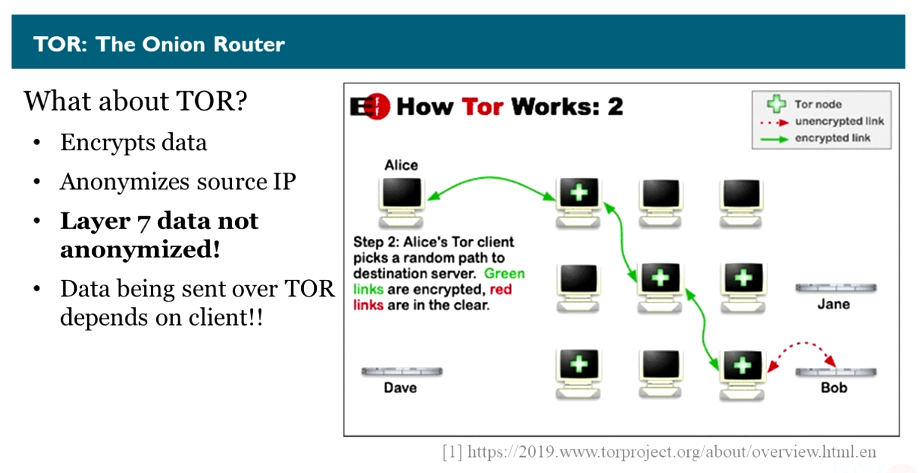 TOR: The Onion Router
What about TOR?
• Encrypts data
• Anonymizes source IP
• Layer 7 data not
anonymized!
• Data being sent over TOR
depends on client!!
EFF How Tor Works: 2
Tor node
unencrypted link
encrypted link
Alice
Step 2: Alice's Tor client
picks a random path to
destination server. Green
links are encrypted, red
links are in the clear.
Jane
Dave
Bob
[1] https://2019.www.torproject.org/about/overview.html.en